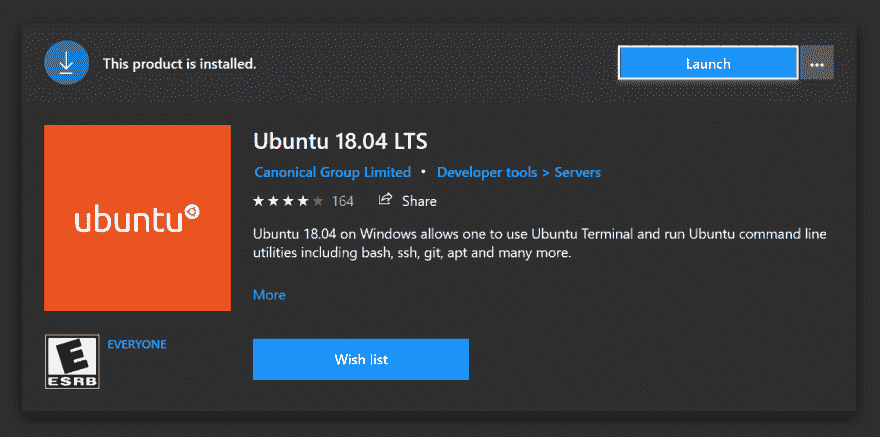 This product is installed.
Launch
...
Ubuntu 18.04 LTS
Canonical Group Limited • Developer tools > Servers
164 Share
Ubuntu 18.04 on Windows allows one to use Ubuntu Terminal and run Ubuntu command line
utilities including bash, ssh, git, apt and many more.
More
ubuntu
E
ESRB
EVERYONE
Wish list